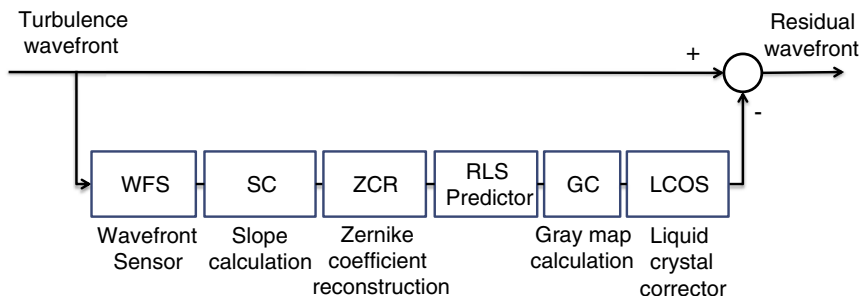 Turbulence
wavefront
Residual
wavefront
+
-
WFS
SC
ZCR
RLS
Predictor
GC
LCOS
Wavefront
Sensor
Slope
calculation
Zernike
coefficient
reconstruction
Gray map
calculation
Liquid
crystal
corrector